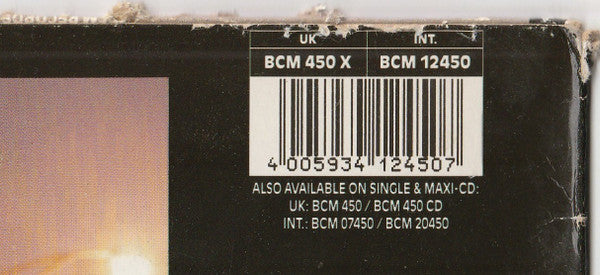 UK INT.
BCM 450 X BCM 12450
4 005934 124507
ALSO AVAILABLE ON SINGLE & MAXI-CD:
UK: BCM 450 / BCM 450 CD
INT.: BCM 07450 / BCM 20450